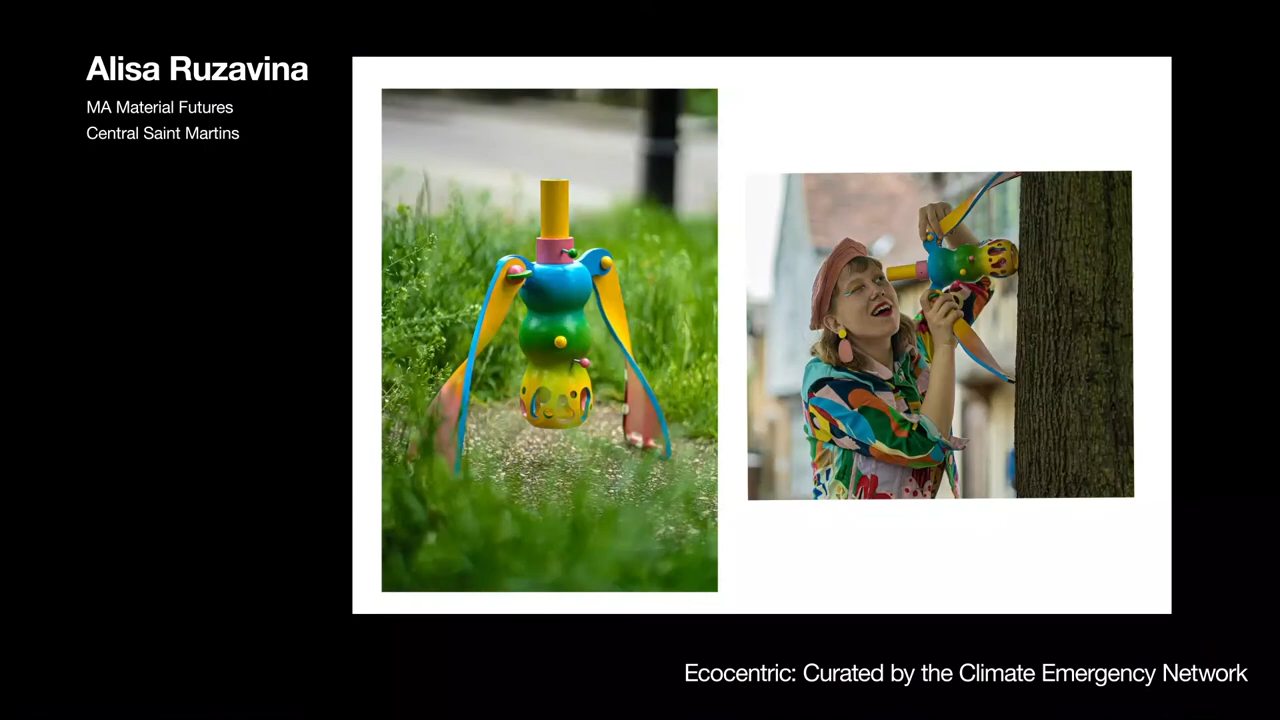 Alisa Ruzavina
MA Material Futures
Central Saint Martins
Ecocentric: Curated by the Climate Emergency Network